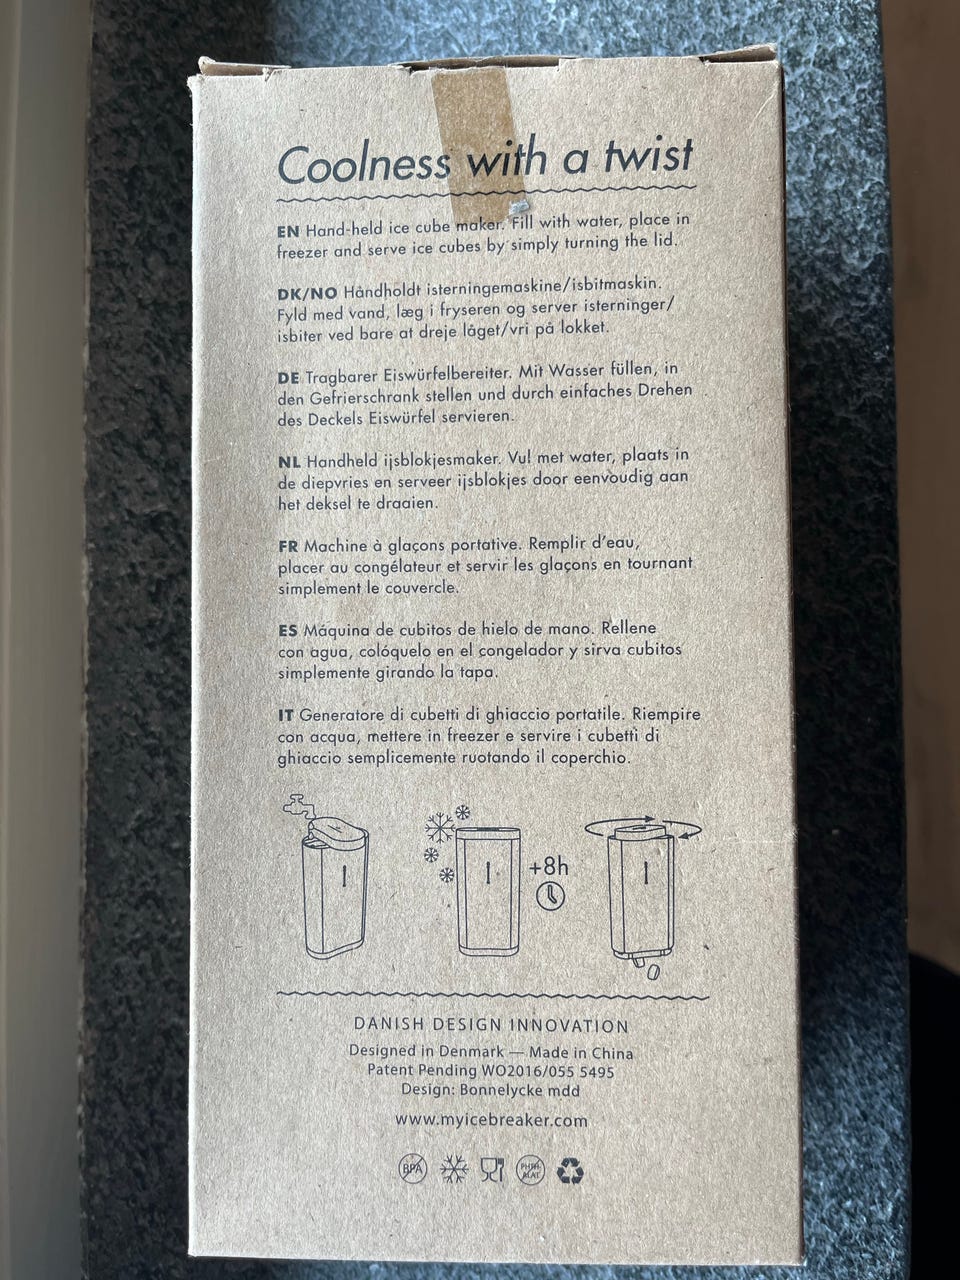 Coolness with a twist
EN Hand-held ice cube maker. Fill with water, place in
freezer and serve ice cubes by simply turning the lid.
DK/NO Håndholdt isterningemaskine/isbitmaskin.
Fyld med vand, læg i fryseren og server isterninger/
isbiter ved bare at dreje låget/vri på lokket.
DE Tragbarer Eiswürfelbereiter. Mit Wasser füllen, in
den Gefrierschrank stellen und durch einfaches Drehen
des Deckels Eiswürfel servieren.
NL Handheld ijsblokjesmaker. Vul met water, plaats in
de diepvries en serveer ijsblokjes door eenvoudig aan
het deksel te draaien.
FR Machine à glaçons portative. Remplir d'eau,
placer au congélateur et servir les glaçons en tournant
simplement le couvercle.
ES Máquina de cubitos de hielo de mano. Rellene
con agua, colóquelo en el congelador y sirva cubitos
simplemente girando la tapa.
IT Generatore di cubetti di ghiaccio portatile. Riempire
con acqua, mettere in freezer e servire i cubetti di
ghiaccio semplicemente ruotando il coperchio.
+8h
DANISH DESIGN INNOVATION
Designed in Denmark — Made in China
Patent Pending WO2016/055 5495
Design: Bonnelycke mdd
www.myicebreaker.com
BPA
PHTH-
ALAT